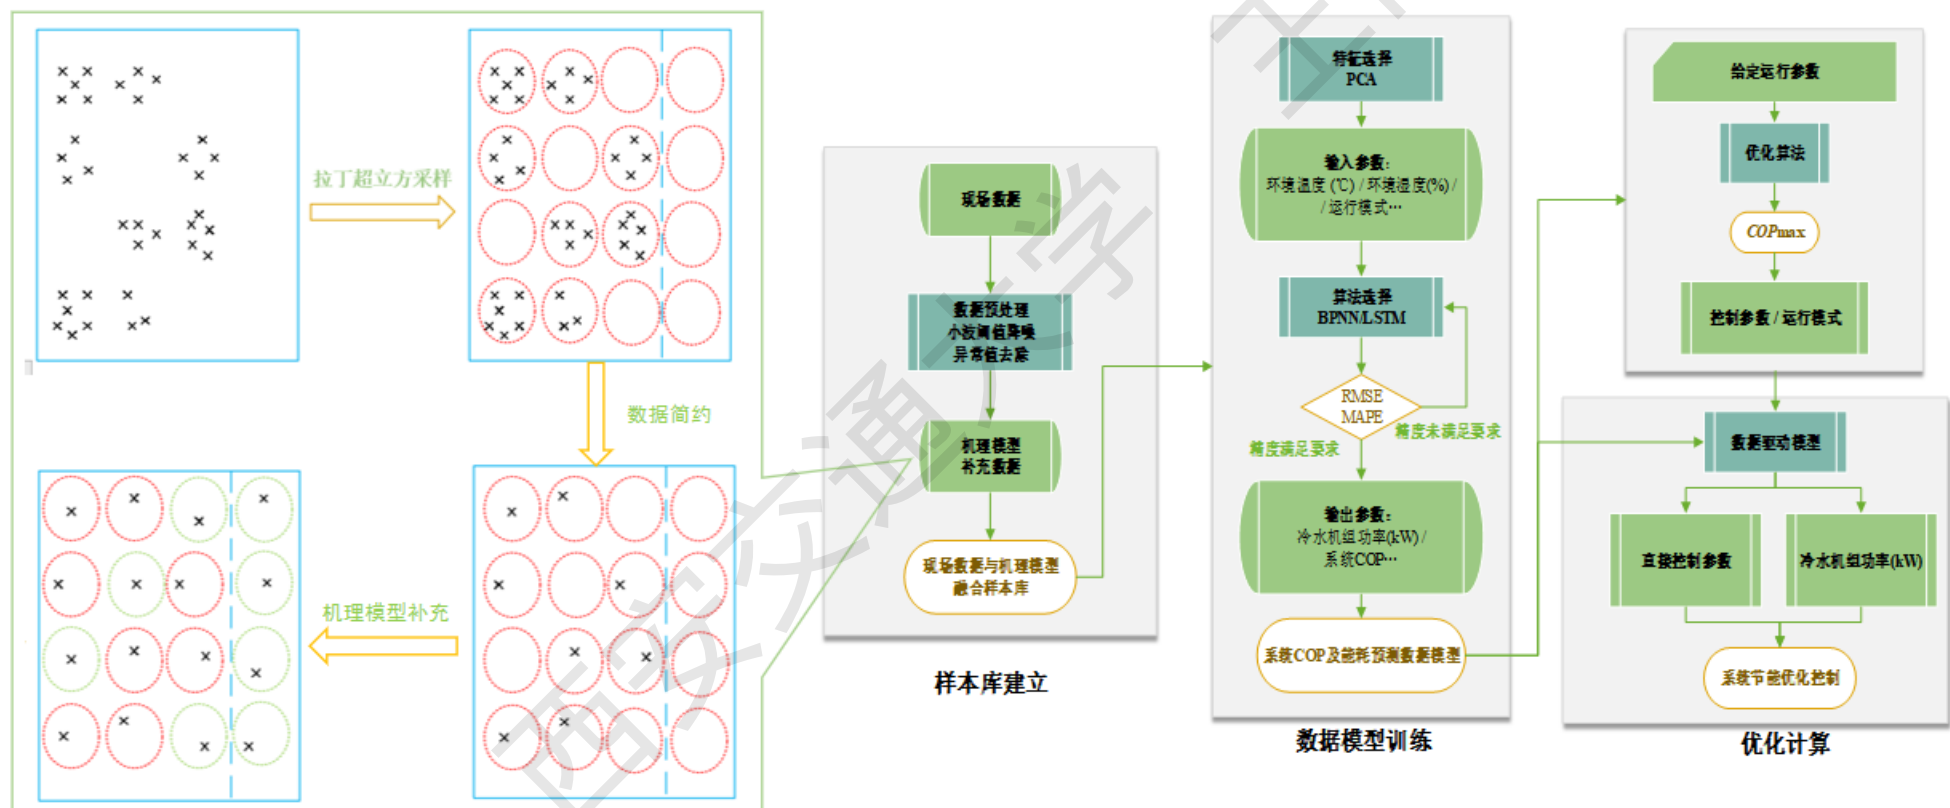 拉丁超立方采样
数据简约
机理模型补充
现场数据
数据预处理
小波阈值降噪
异常值去除
机理模型
补充数据
现场数据与机理模型
融合样本库
样本库建立
特征选择
PCA
输入参数:
环境温度 (℃) / 环境湿度(%) /
/ 运行模式…
算法选择
BPNN/LSTM
RMSE
MAPE
精度未满足要求
精度满足要求
输出参数:
冷水机组功率(kW) /
系统COP…
系统COP及能耗预测数据模型
数据模型训练
给定运行参数
优化算法
COPmax
控制参数 / 运行模式
数据驱动模型
直接控制参数
冷水机组功率(kW)
系统节能优化控制
优化计算
西安交通大学